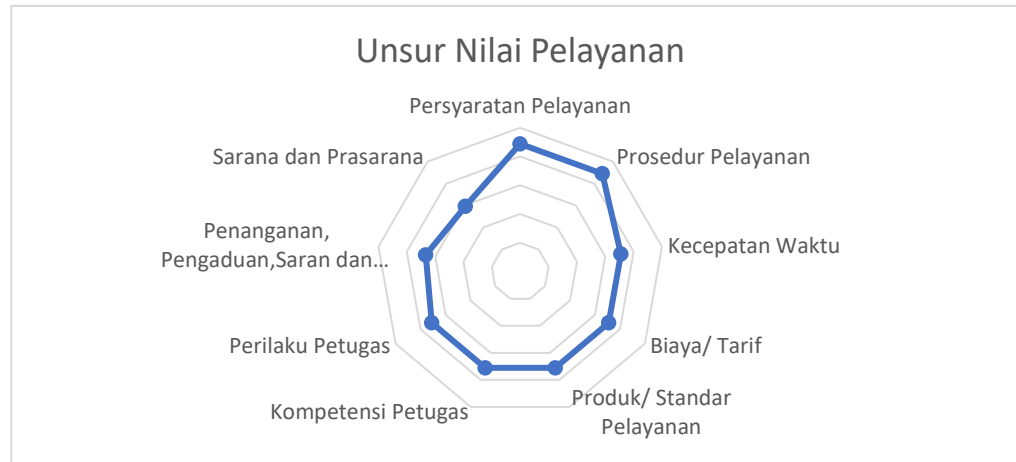 Unsur Nilai Pelayanan
Persyaratan Pelayanan
Prosedur Pelayanan
Kecepatan Waktu
Biaya/ Tarif
Produk/ Standar
Pelayanan
Kompetensi Petugas
Perilaku Petugas
Penanganan,
Pengaduan,Saran dan...
Sarana dan Prasarana